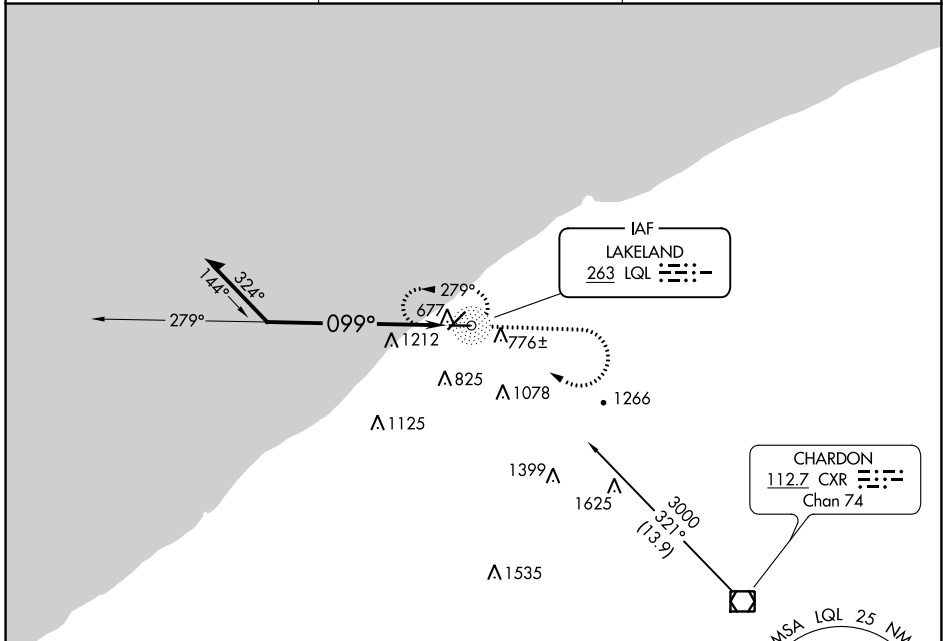 IAF
LAKELAND
263 LQL
324°
144°
279°
279°
677
099°
1212
776±
825
1078
1266
1125
CHARDON
112.7 CXR
Chan 74
1399
1625
3000
321°
(13.9)
1535
MSA LQL 25 NM